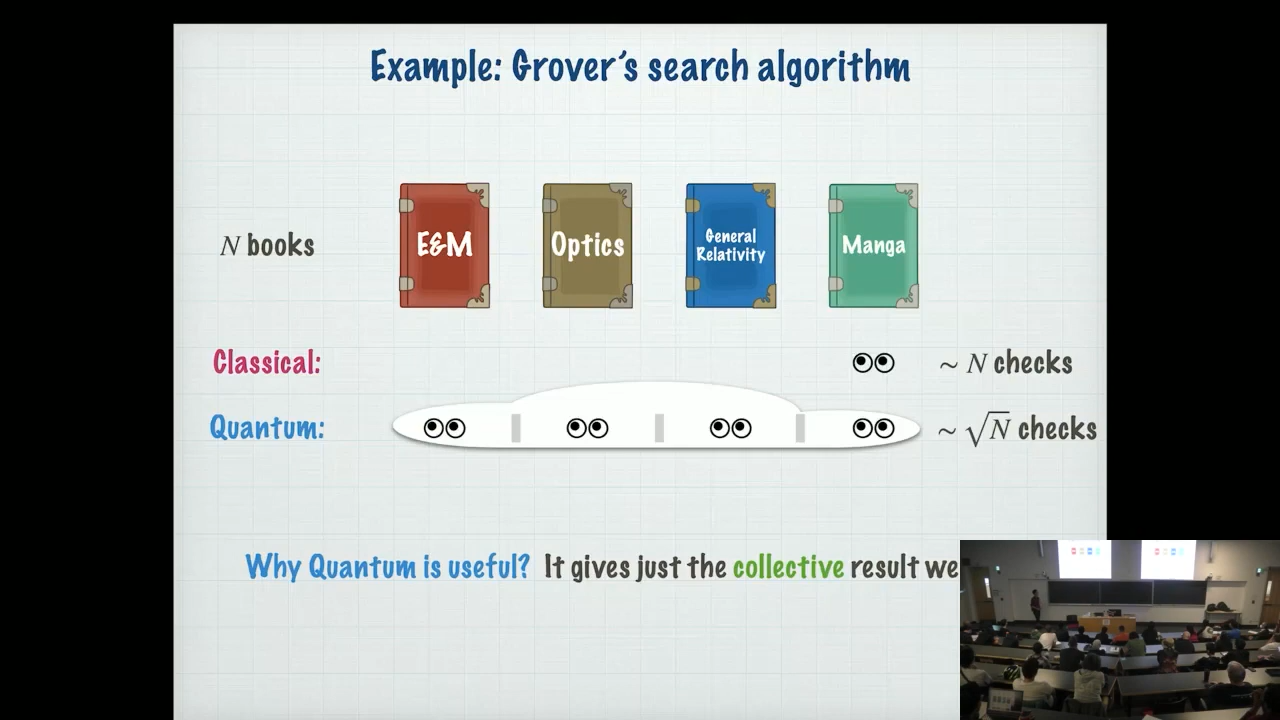 Example: Grover's search algorithm
N books
E&M
Optics
General
Relativity
Manga
Classical:
~ N checks
Quantum:
~ √N checks
Why Quantum is useful? It gives just the collective result we